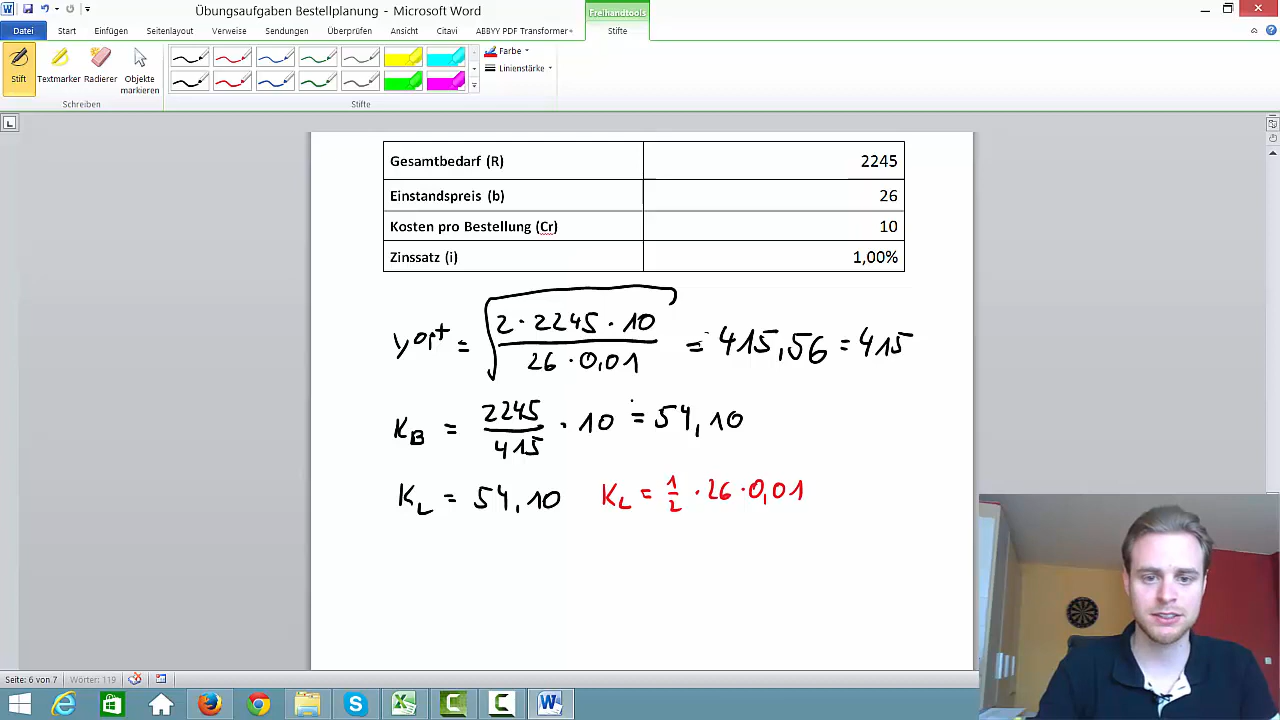 Übungsaufgaben Bestellplanung - Microsoft Word
Freihandtools
Datei Start Einfügen Seitenlayout Verweise Sendungen Überprüfen Ansicht Citavi ABBYY PDF Transformer+ Stifte
Stift Textmarker Radierer Objekte markieren
Farbe
Linienstärke
Schreiben Stifte
Gesamtbedarf (R) 2245
Einstandspreis (b) 26
Kosten pro Bestellung (Cr) 10
Zinssatz (i) 1,00%
yopt = √(2 · 2245 · 10 / 26 · 0,01) = 415,56 = 415
KB = 2245/415 · 10 = 54,10
KL = 54,10 KL = 1/2 · 26 · 0,01
Seite: 6 von 7 Wörter: 119